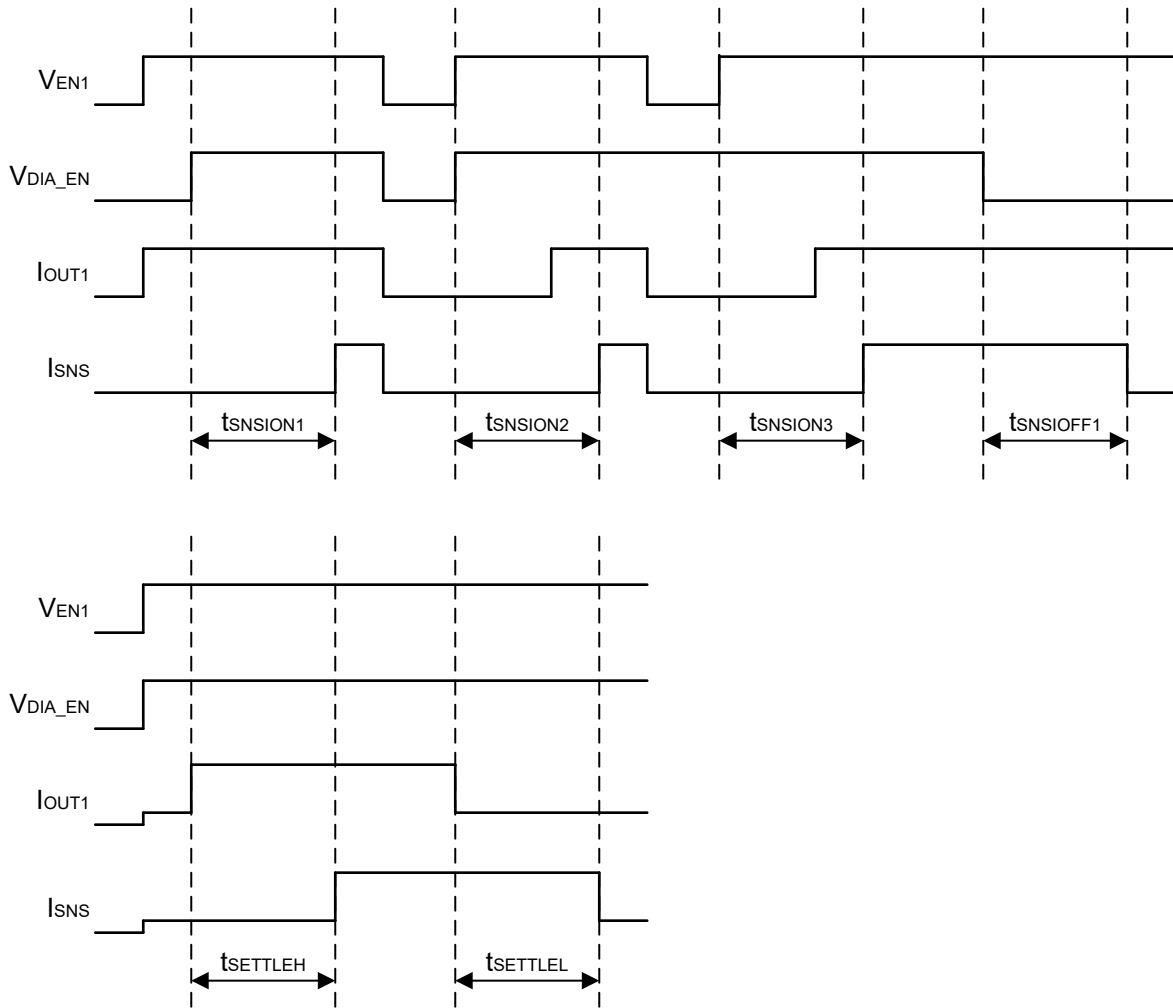 VEN1
VDIA_EN
IOUT1
ISNS
tSNSION1 tSNSION2 tSNSION3 tSNSIOFF1
VEN1
VDIA_EN
IOUT1
ISNS
tSETTLEH tSETTLEL